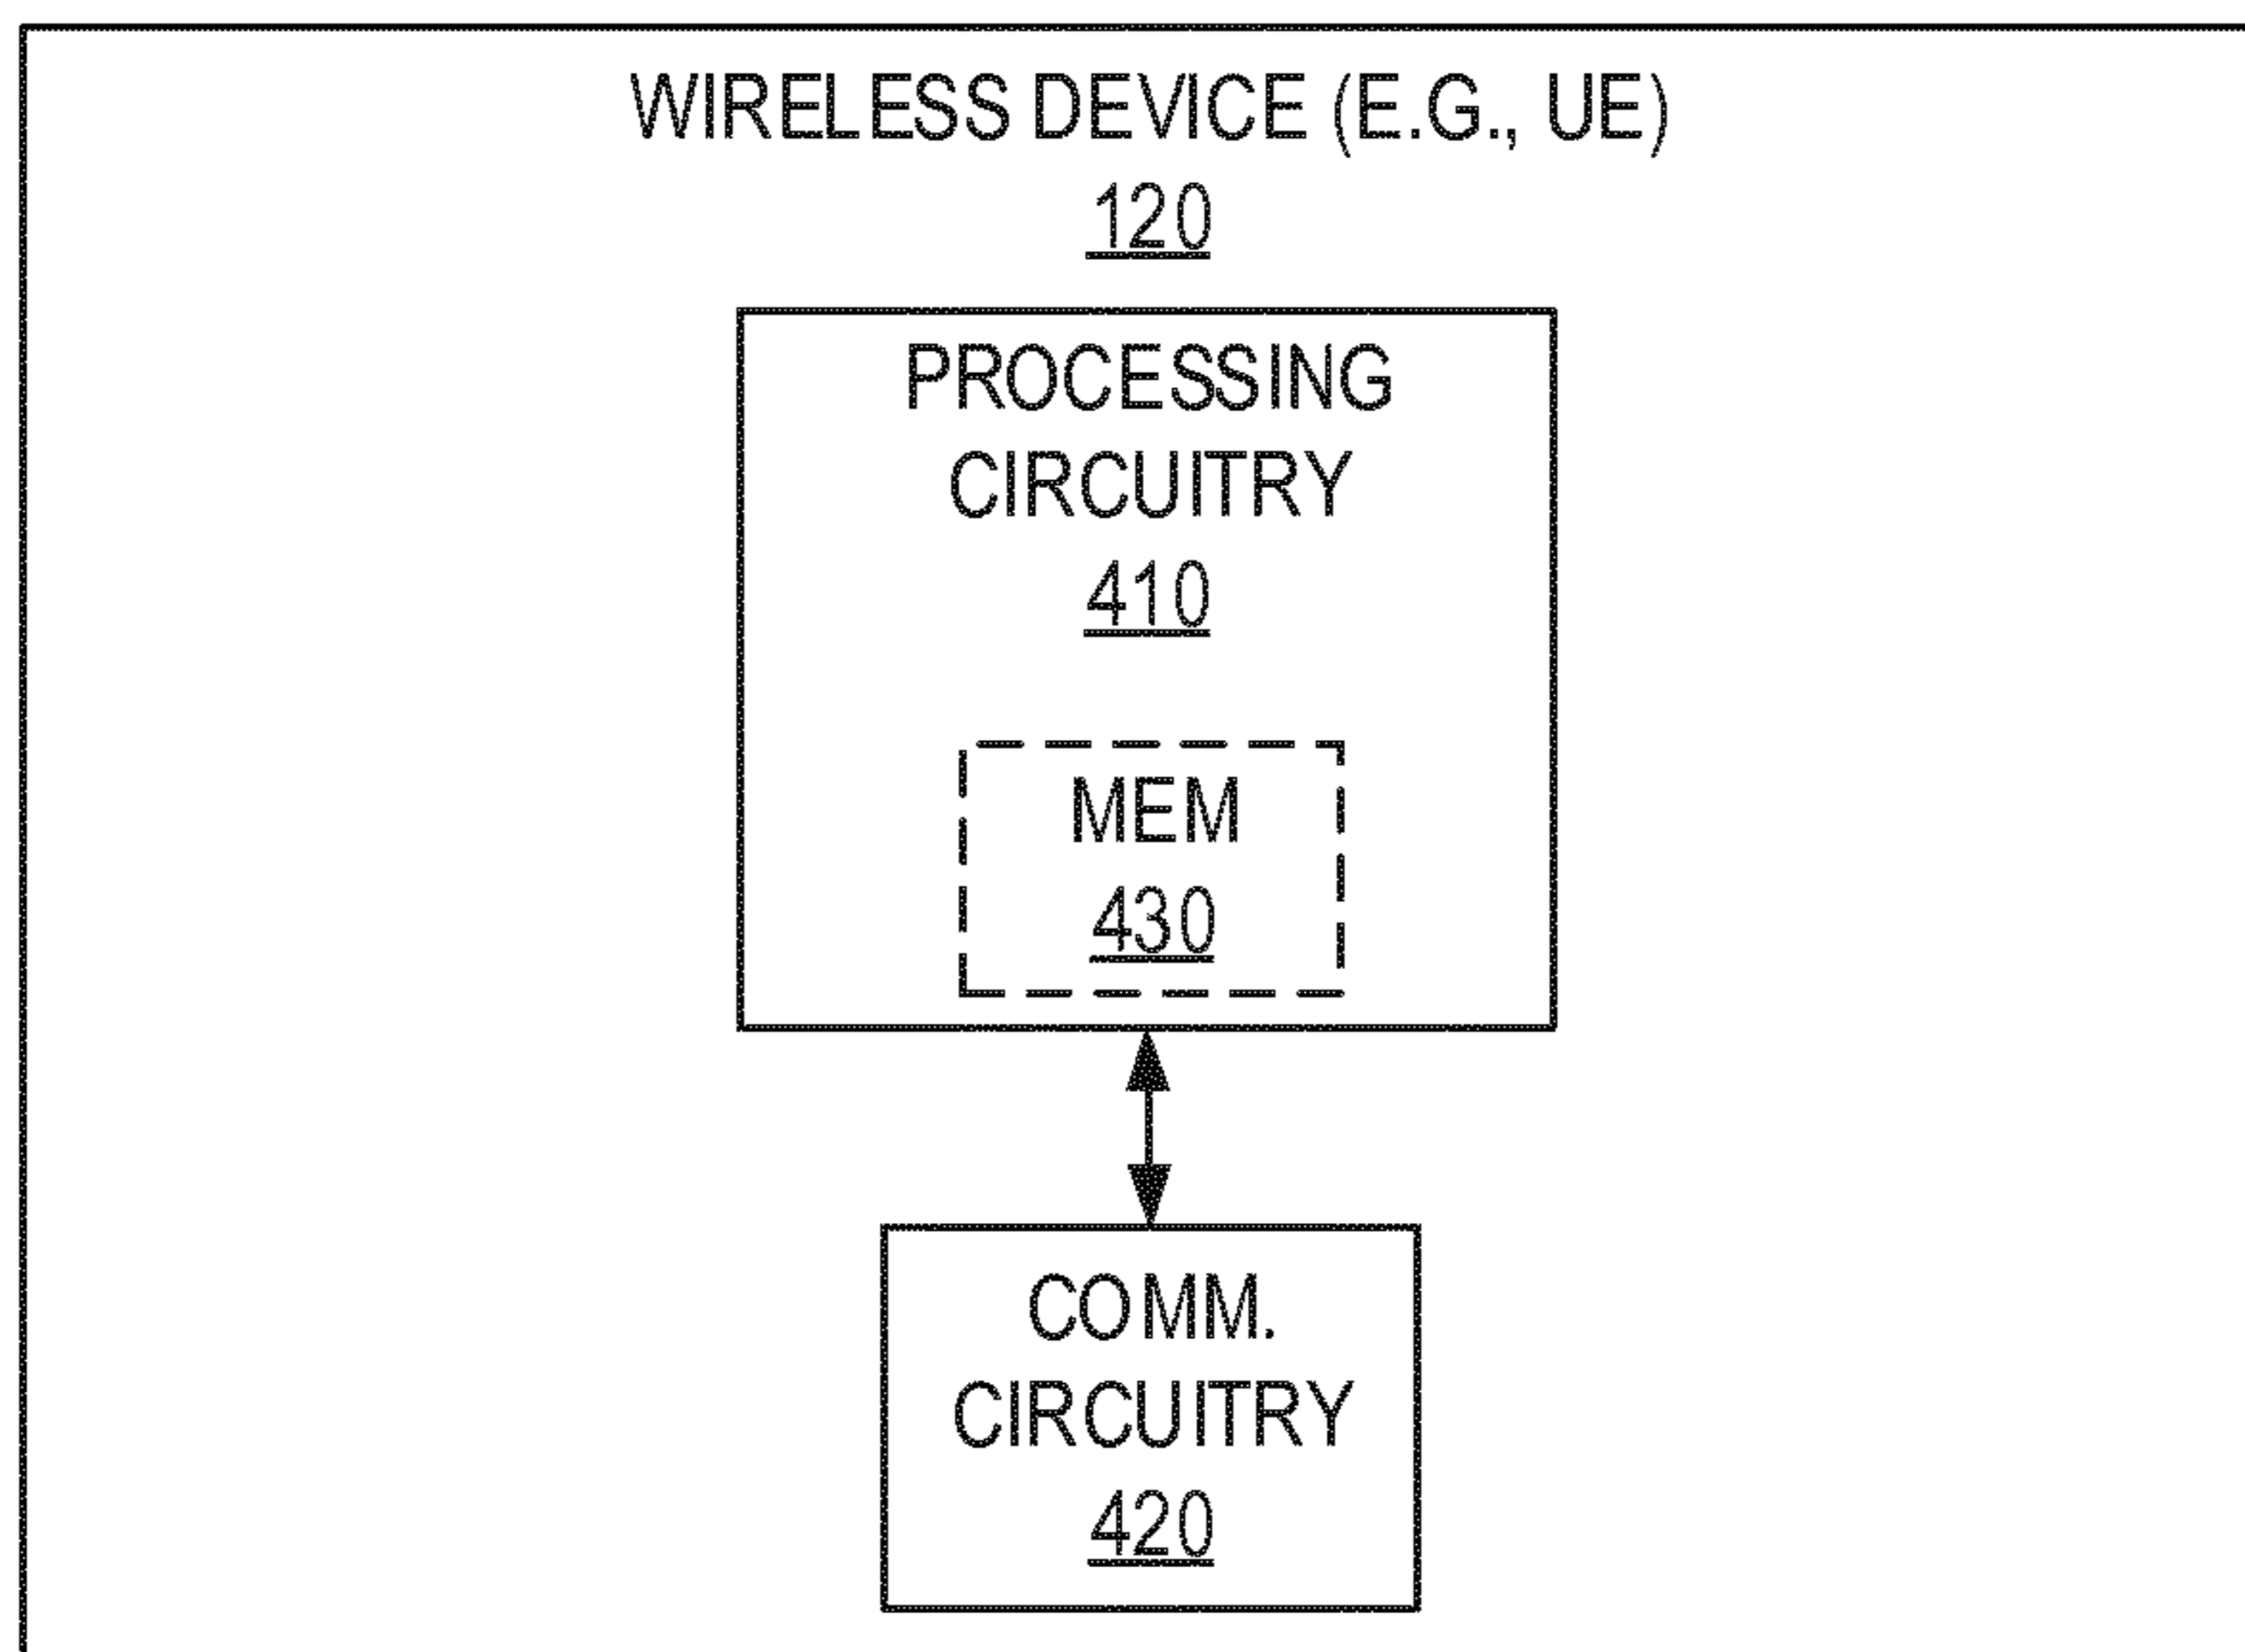 WIRELESS DEVICE (E.G., UE)
120
PROCESSING
CIRCUITRY
410
MEM
430
COMM.
CIRCUITRY
420